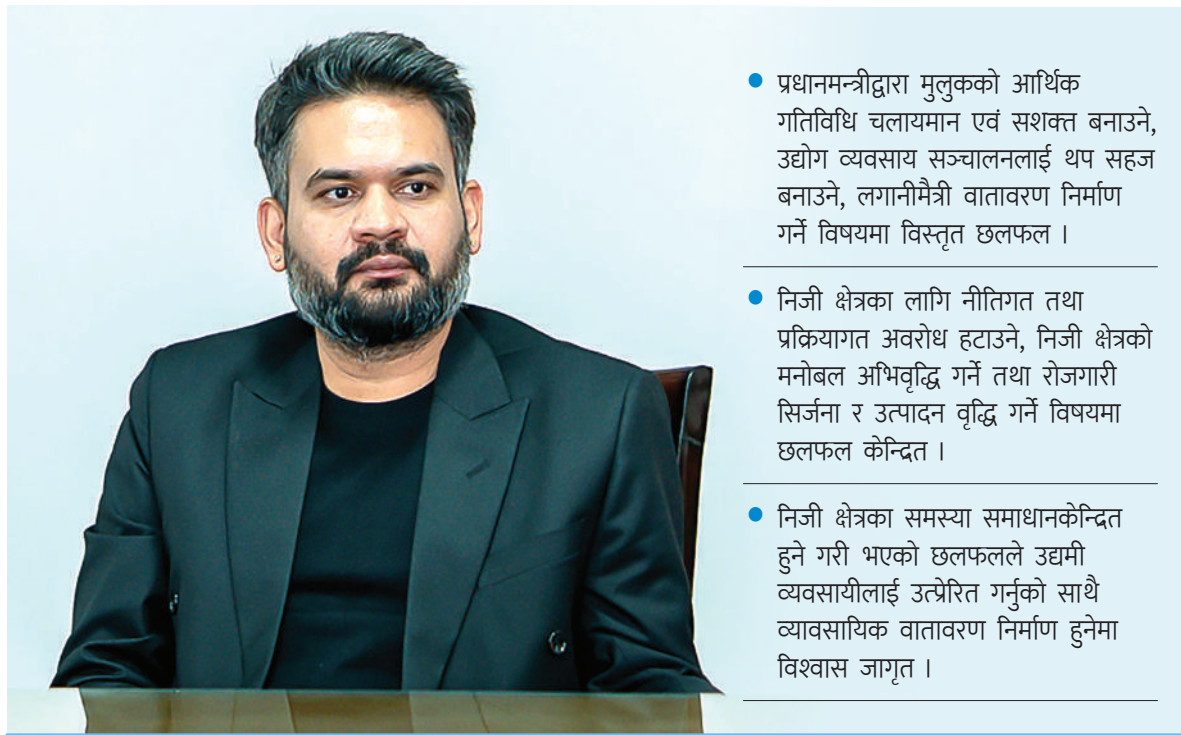 • प्रधानमन्त्रीद्वारा मुलुकको आर्थिक
गतिविधि चलायमान एवं सशक्त बनाउने,
उद्योग व्यवसाय सञ्चालनलाई थप सहज
बनाउने, लगानीमैत्री वातावरण निर्माण
गर्ने विषयमा विस्तृत छलफल ।
• निजी क्षेत्रका लागि नीतिगत तथा
प्रक्रियागत अवरोध हटाउने, निजी क्षेत्रको
मनोबल अभिवृद्धि गर्ने तथा रोजगारी
सिर्जना र उत्पादन वृद्धि गर्ने विषयमा
छलफल केन्द्रित ।
• निजी क्षेत्रका समस्या समाधानकेन्द्रित
हुने गरी भएको छलफलले उद्यमी
व्यवसायीलाई उत्प्रेरित गर्नुको साथै
व्यावसायिक वातावरण निर्माण हुनेमा
विश्वास जागृत ।